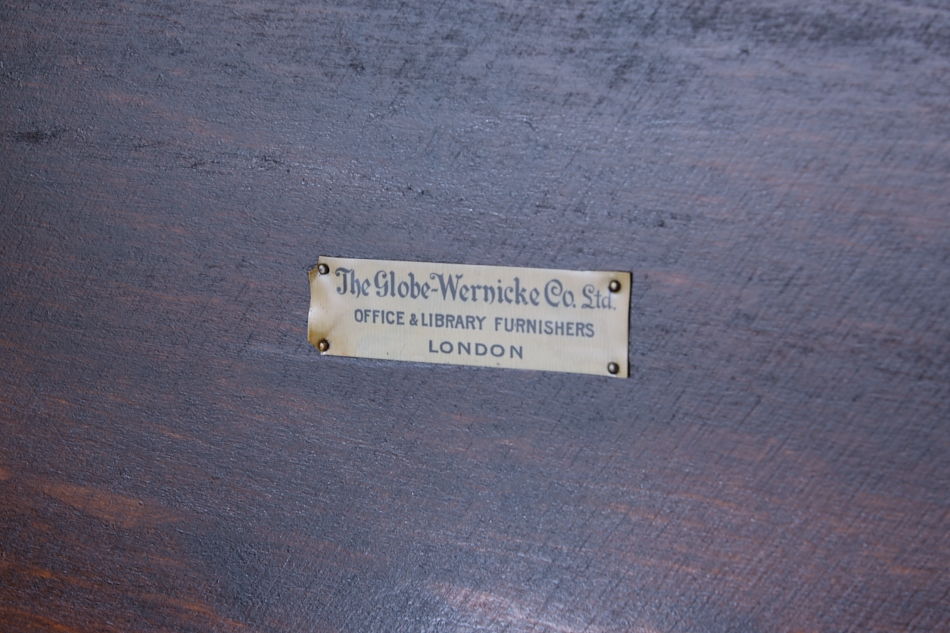 The Globe-Wernicke Co. Ltd.
OFFICE & LIBRARY FURNISHERS
LONDON